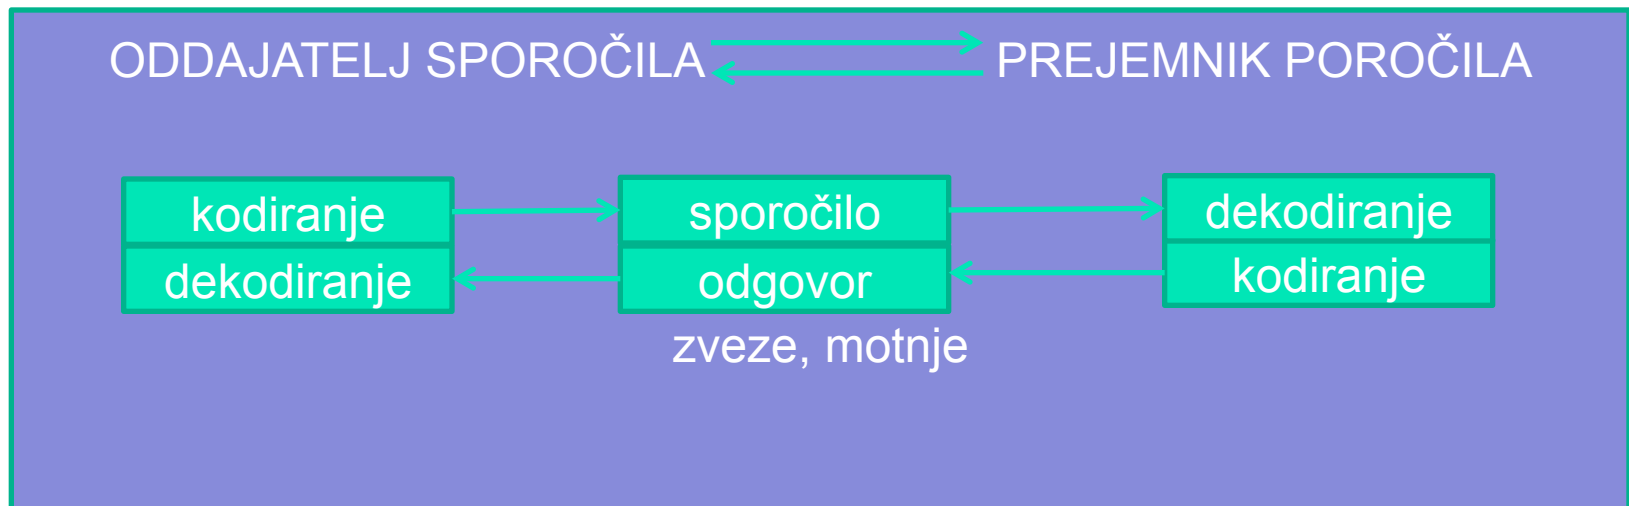 ODDAJATELJ SPOROČILA PREJEMNIK POROČILA
kodiranje sporočilo dekodiranje
dekodiranje odgovor kodiranje
zveze, motnje